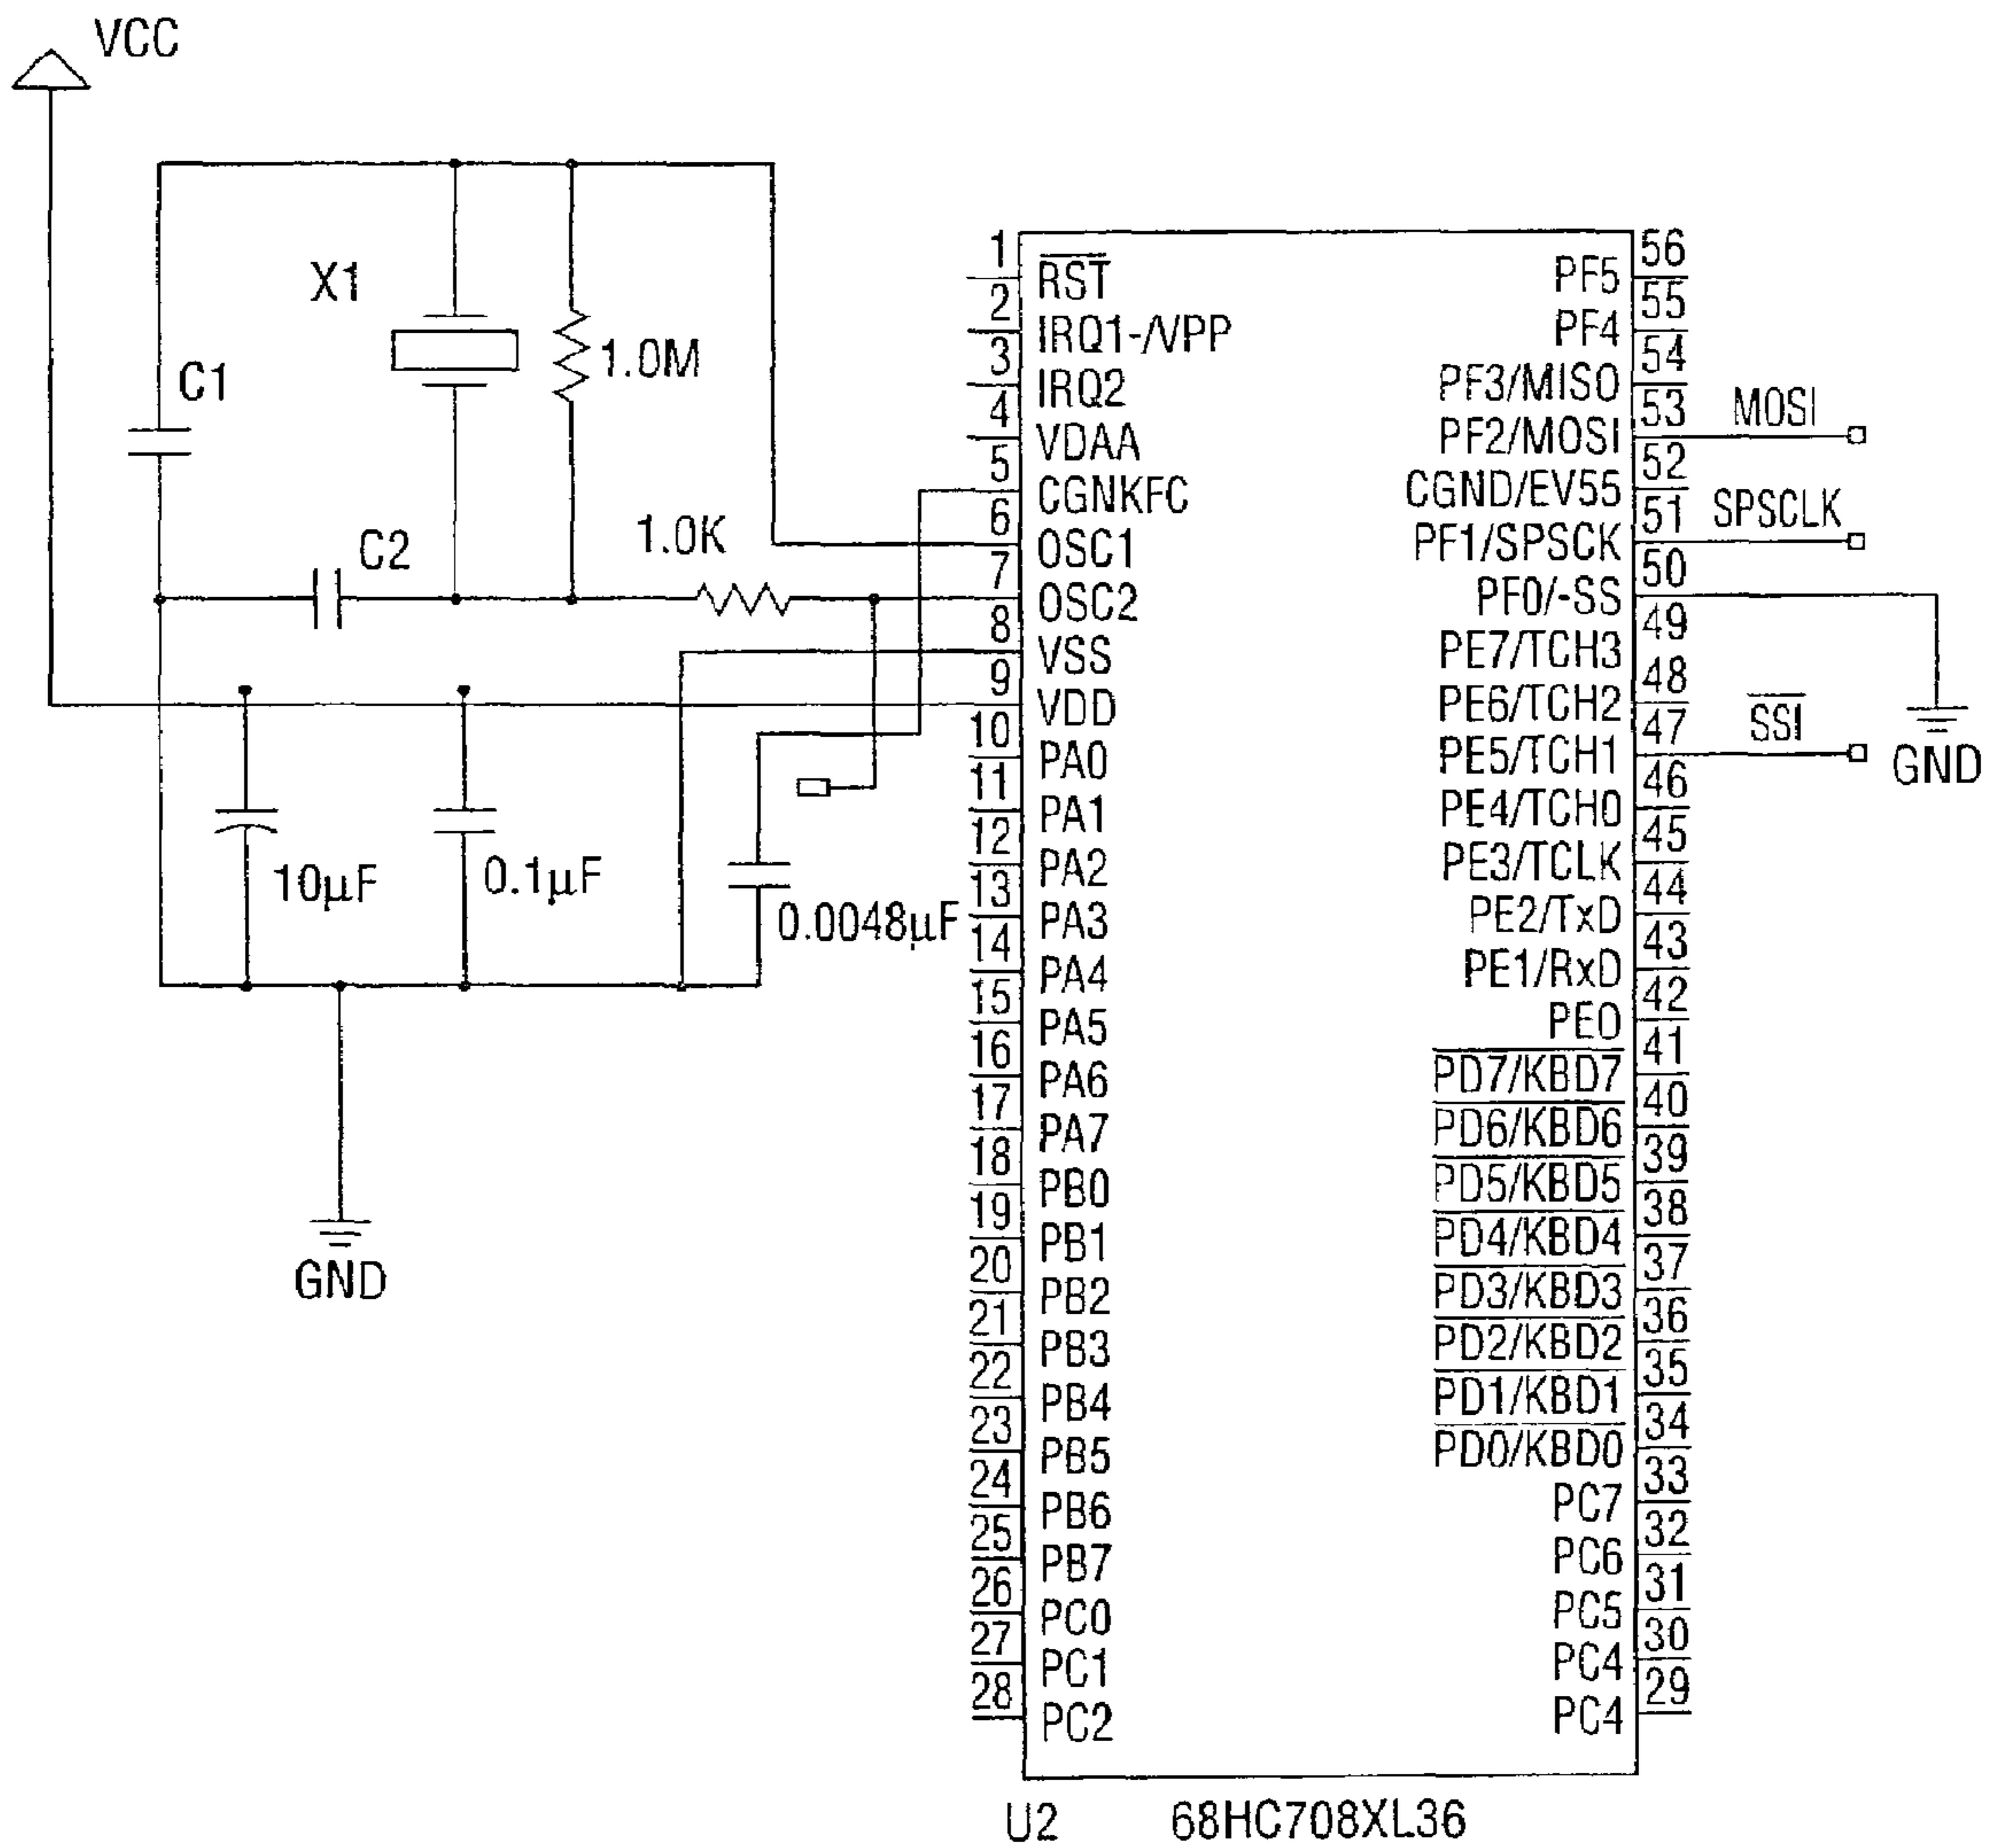 VCC
X1
1.0M
C1
C2
1.0K
10µF
0.1µF
0.0048µF
GND
1 RST
2 IRQ1-/VPP
3 IRQ2
4 VDAA
5 CGNKFC
6 OSC1
7 OSC2
8 VSS
9 VDD
10 PA0
11 PA1
12 PA2
13 PA3
14 PA4
15 PA5
16 PA6
17 PA7
18 PB0
19 PB1
20 PB2
21 PB3
22 PB4
23 PB5
24 PB6
25 PB7
26 PC0
27 PC1
28 PC2
PF5 56
PF4 55
PF3/MISO 54
PF2/MOSI 53 MOSI
CGND/EV55 52
PF1/SPSCK 51 SPSCLK
PF0/-SS 50
PE7/TCH3 49
PE6/TCH2 48
PE5/TCH1 47 SSI
GND
PE4/TCH0 46
PE3/TCLK 45
PE2/TxD 44
PE1/RxD 43
PE0 42
PD7/KBD7 41
PD6/KBD6 40
PD5/KBD5 39
PD4/KBD4 38
PD3/KBD3 37
PD2/KBD2 36
PD1/KBD1 35
PD0/KBD0 34
PC7 33
PC6 32
PC5 31
PC4 30
PC4 29
U2 68HC708XL36